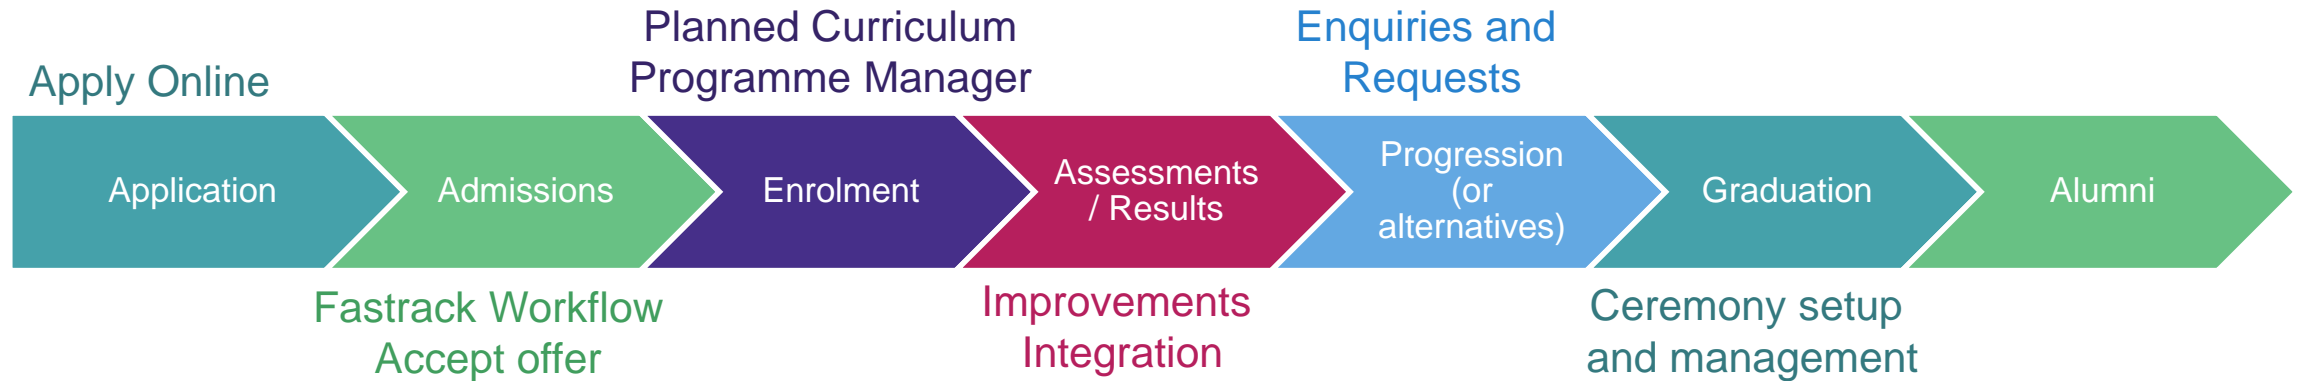 Planned Curriculum
Programme Manager
Enquiries and
Requests
Apply Online
Application
Admissions
Enrolment
Assessments
/ Results
Progression
(or
alternatives)
Graduation
Alumni
Fastrack Workflow
Accept offer
Improvements
Integration
Ceremony setup
and management